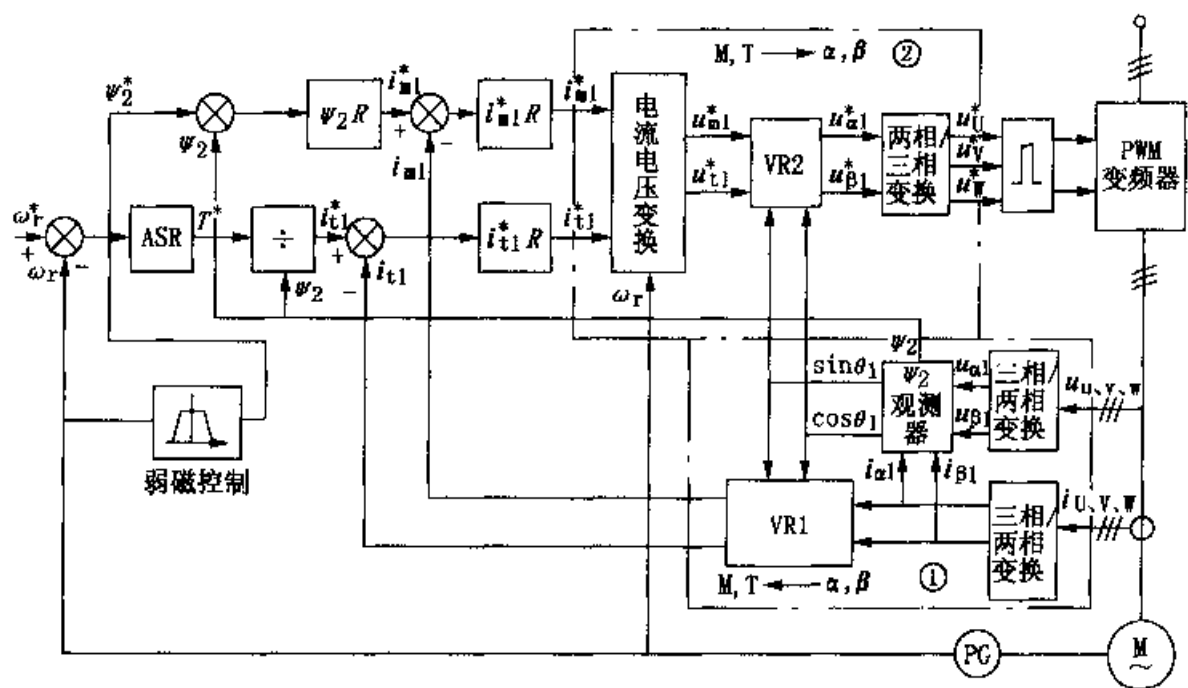 M, T → α, β ②
ψ₂*
ψ₂
ψ₂R
i*m1
+
-
im1
i*m1R
i*m1
电流电压变换
u*m1
u*t1
VR2
u*α1
u*β1
两相/三相变换
u*U
u*V
u*W
PWM变频器
ωr*
+
ωr
-
ASR
T*
÷
i*t1
+
-
it1
ψ₂
i*t1R
i*t1
ωr
弱磁控制
ψ₂
sinθ₁
cosθ₁
ψ₂观测器
uα1
uβ1
三相/两相变换
uU、V、W
iα1
iβ1
VR1
三相/两相变换
iU、V、W
M, T ← α, β ①
PG
M
~